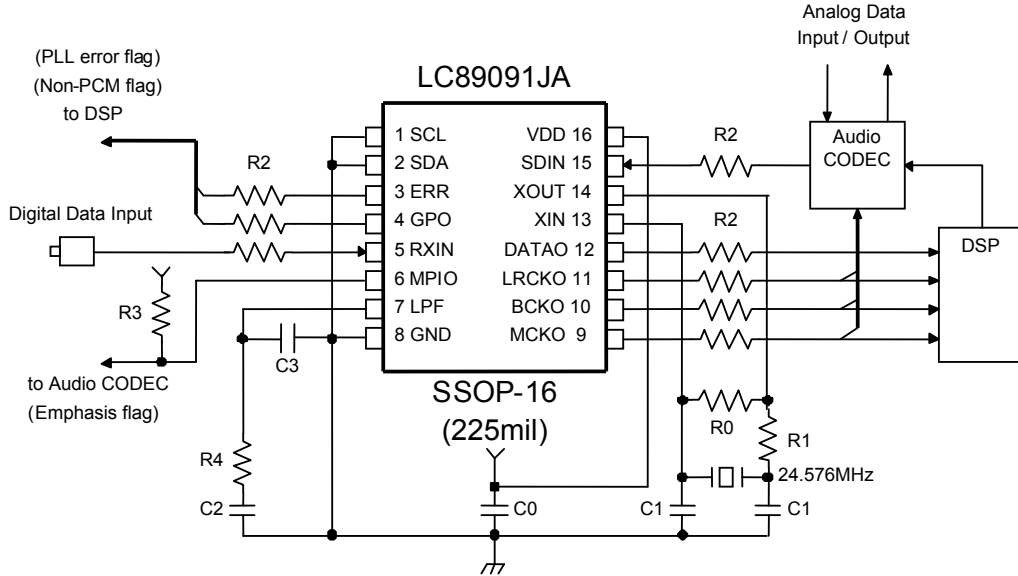 Analog Data
Input / Output
(PLL error flag)
(Non-PCM flag)
to DSP
LC89091JA
1 SCL
2 SDA
3 ERR
4 GPO
5 RXIN
6 MPIO
7 LPF
8 GND
VDD 16
SDIN 15
XOUT 14
XIN 13
DATAO 12
LRCKO 11
BCKO 10
MCKO 9
R2
R2
R2
Audio
CODEC
DSP
Digital Data Input
R3
C3
to Audio CODEC
(Emphasis flag)
SSOP-16
(225mil)
R0
R1
R4
24.576MHz
C2
C0
C1
C1